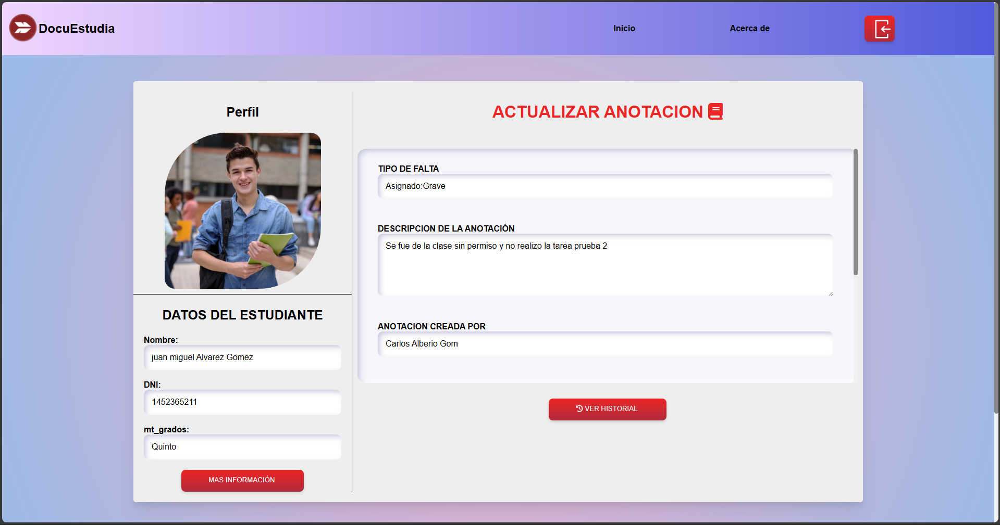 DocuEstudia
Inicio
Acerca de
Perfil
DATOS DEL ESTUDIANTE
Nombre:
juan miguel Alvarez Gomez
DNI:
1452365211
mt_grados:
Quinto
MAS INFORMACIÓN
ACTUALIZAR ANOTACION
TIPO DE FALTA
Asignado:Grave
DESCRIPCION DE LA ANOTACIÓN
Se fue de la clase sin permiso y no realizo la tarea prueba 2
ANOTACION CREADA POR
Carlos Alberio Gom
VER HISTORIAL